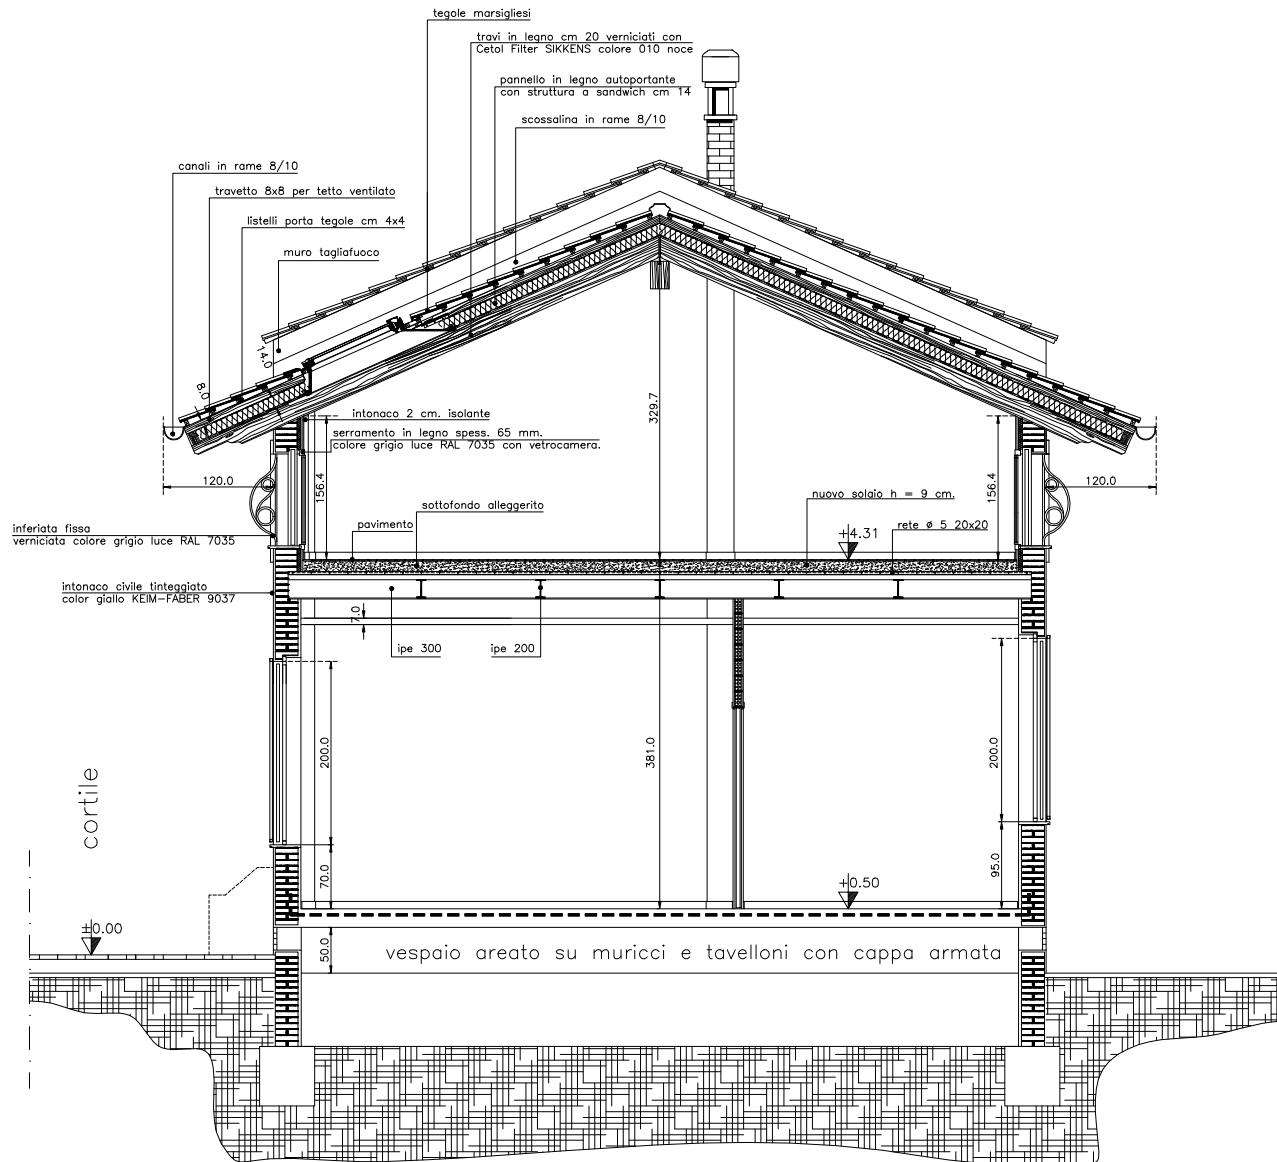 tegole marsigliesi
travi in legno cm 20 verniciati con
Cetol Filter SIKKENS colore 010 noce
pannello in legno autoportante
con struttura a sandwich cm 14
scossalina in rame 8/10
canali in rame 8/10
travetto 8x8 per tetto ventilato
listelli porta tegole cm 4x4
muro tagliafuoco
14.0
8.0
329.7
intonaco 2 cm. isolante
serramento in legno spess. 65 mm.
colore grigio luce RAL 7035 con vetrocamera.
120.0
156.4
156.4
120.0
sottofondo alleggerito
nuovo solaio h = 9 cm.
pavimento
rete ø 5 20x20
inferiata fissa
verniciata colore grigio luce RAL 7035
+4.31
intonaco civile tinteggiato
color giallo KEIM-FABER 9037
7.0
ipe 300
ipe 200
200.0
381.0
200.0
cortile
70.0
95.0
+0.50
±0.00
50.0
vespaio areato su muricci e tavelloni con cappa armata